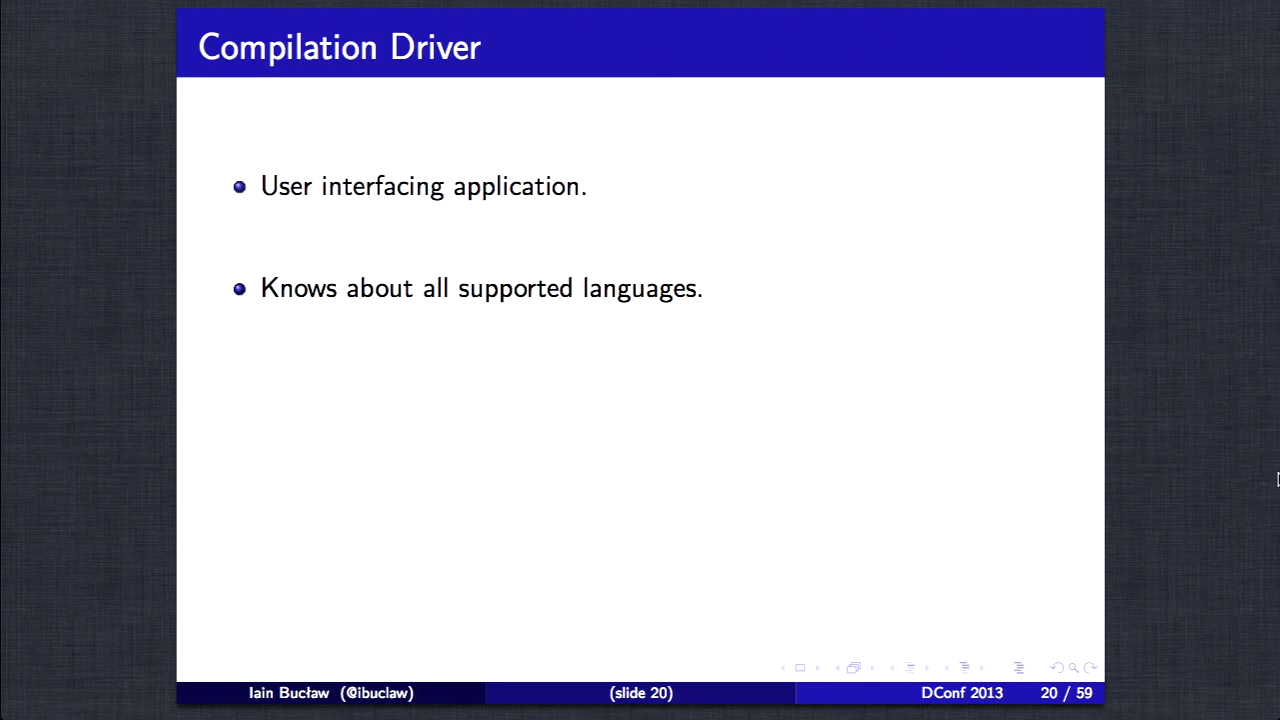 Compilation Driver
User interfacing application.
Knows about all supported languages.
Iain Bucław (@ibuclaw) (slide 20) DConf 2013 20 / 59